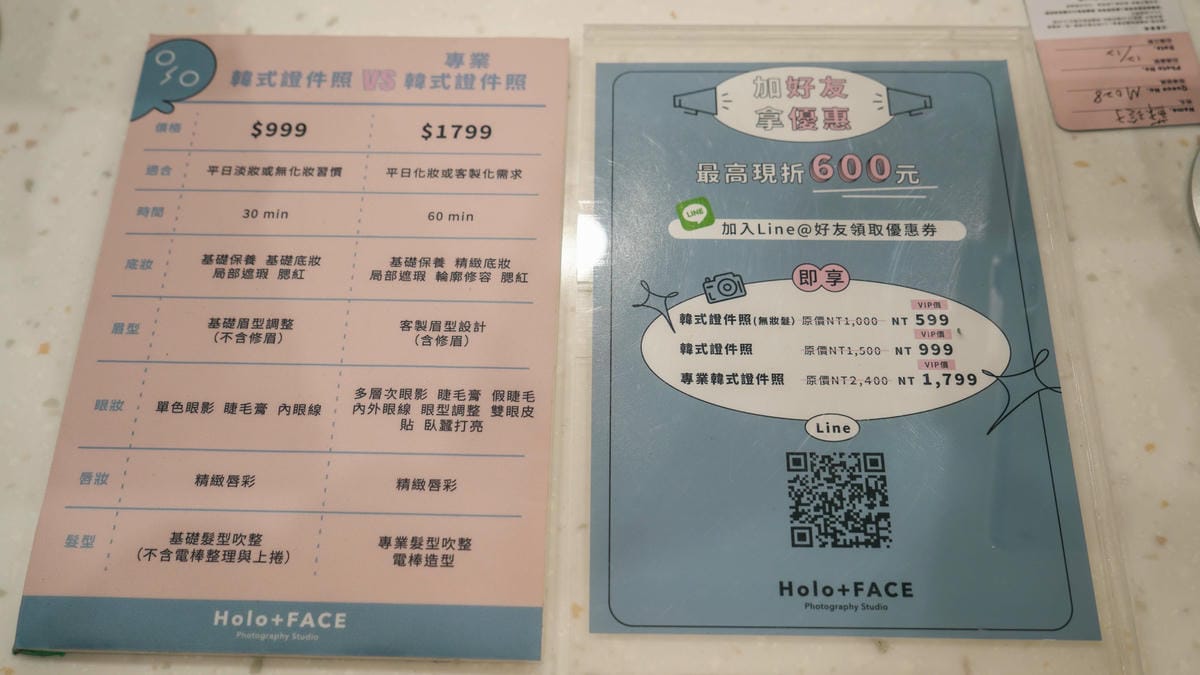 專業
韓式證件照 VS 韓式證件照
價格 $999 $1799
適合 平日淡妝或無化妝習慣 平日化妝或客製化需求
時間 30 min 60 min
底妝 基礎保養 基礎底妝 基礎保養 精緻底妝
局部遮瑕 腮紅 局部遮瑕 輪廓修容 腮紅
眉型 基礎眉型調整 客製眉型設計
(不含修眉) (含修眉)
眼妝 單色眼影 睫毛膏 內眼線 多層次眼影 睫毛膏 假睫毛
內外眼線 眼型調整 雙眼皮
貼 臥蠶打亮
唇妝 精緻唇彩 精緻唇彩
髮型 基礎髮型吹整 專業髮型吹整
(不含電棒整理與上捲) 電棒造型
Holo+FACE
Photography Studio
加好友
拿優惠
最高現折600元
LINE
加入Line@好友領取優惠券
即享
VIP價
韓式證件照(無妝髮) 原價NT1,000 NT 599
VIP價
韓式證件照 原價NT1,500 NT 999
VIP價
專業韓式證件照 原價NT2,400 NT 1,799
Line
Holo+FACE
Photography Studio
Name.
Queue No. M028
Photo No.
Date. 12/12